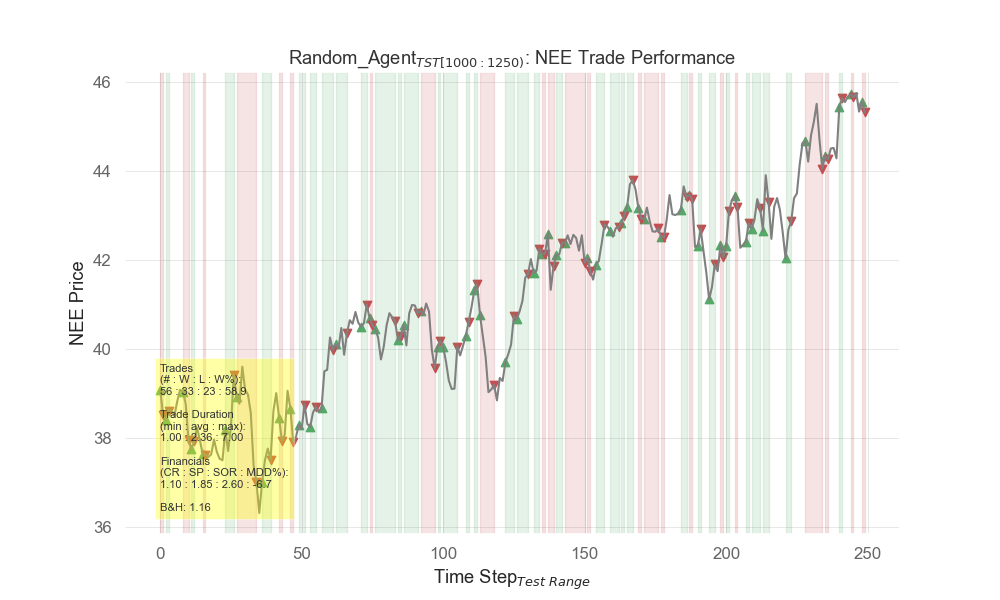 Random_Agent_TST[1000:1250]: NEE Trade Performance
46
44
42
40
38
36
NEE Price
Trades
(# : W : L : W%):
56 : 33 : 23 : 58.9
Trade Duration
(min : avg : max):
1.00 : 2.36 : 7.00
Financials
(CR : SP : SOR : MDD%):
1.10 : 1.85 : 2.60 : -6.7
B&H: 1.16
0 50 100 150 200 250
Time Step_Test Range